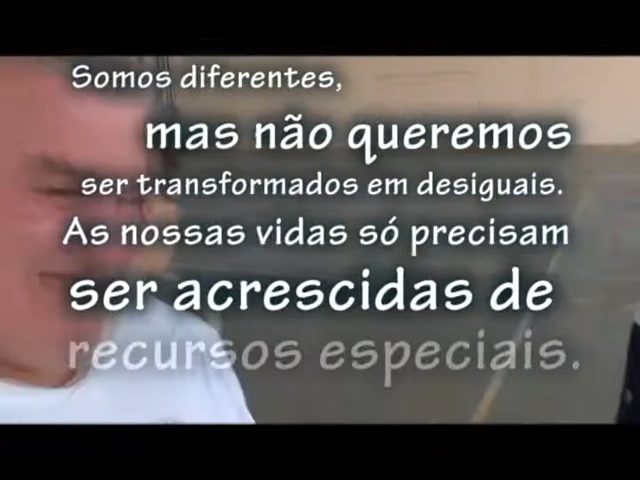 Somos diferentes,
mas não queremos
ser transformados em desiguais.
As nossas vidas só precisam
ser acrescidas de
recursos especiais.